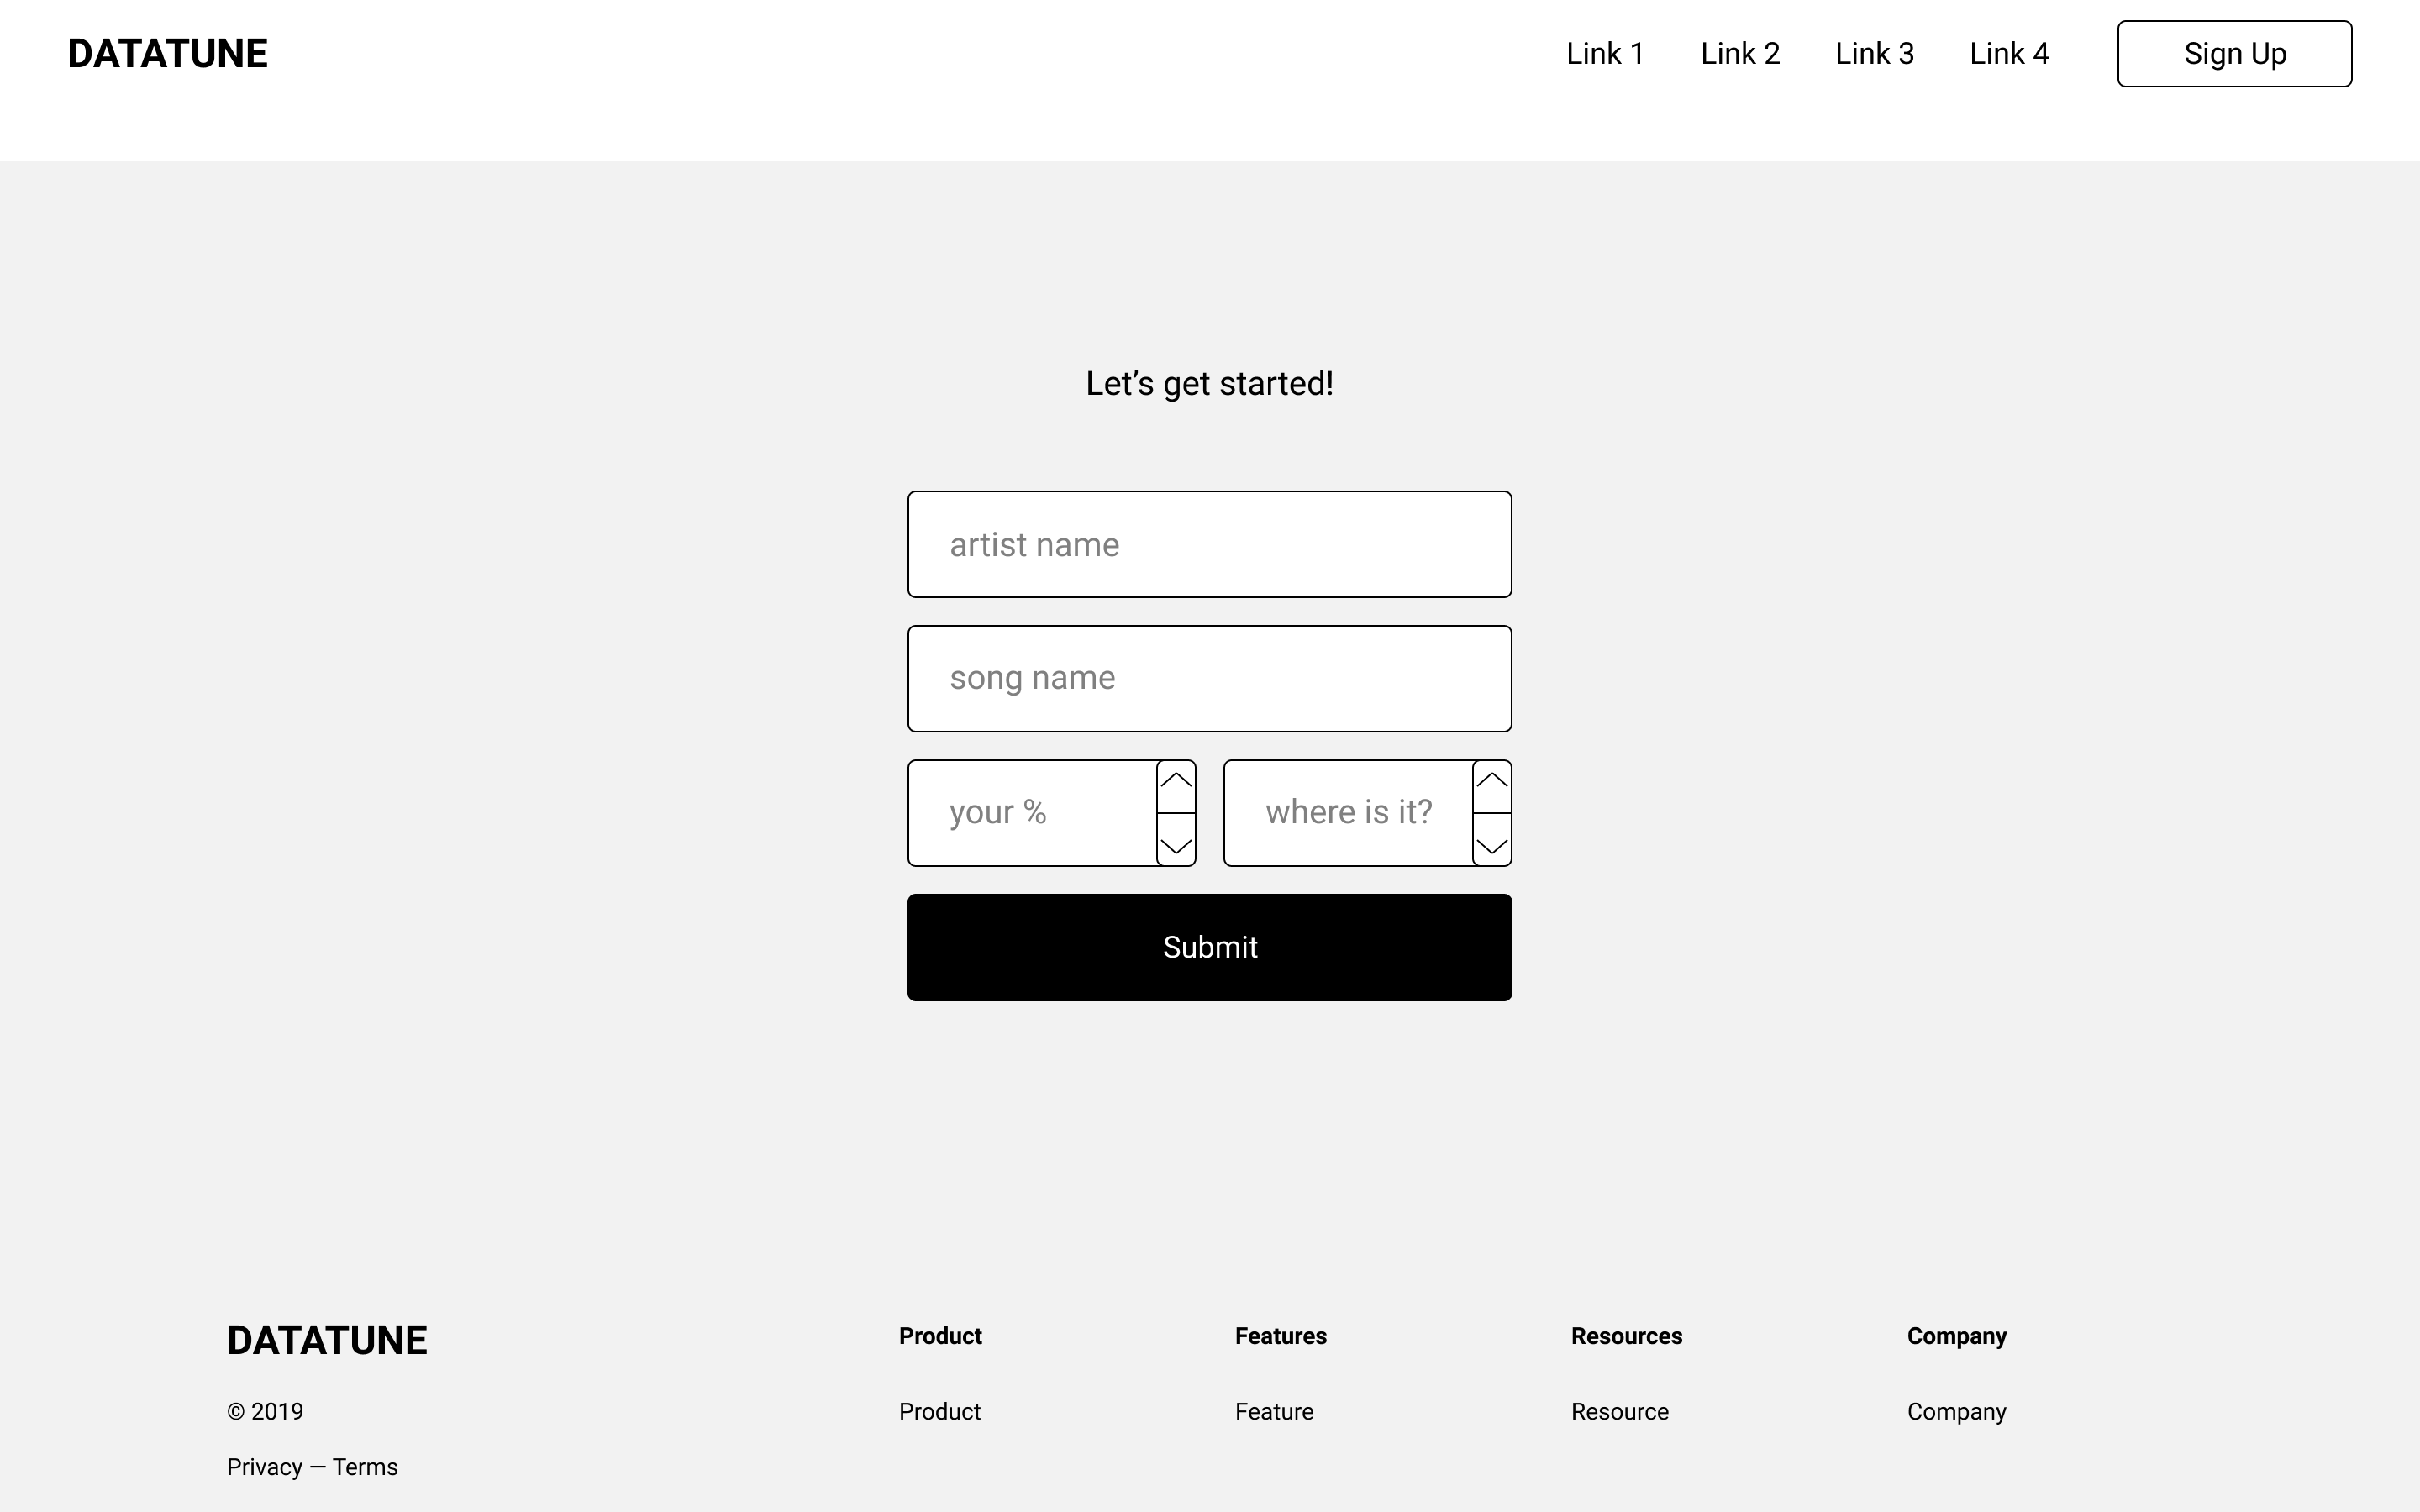 DATATUNE
Link 1 Link 2 Link 3 Link 4 Sign Up
Let’s get started!
artist name
song name
your % where is it?
Submit
DATATUNE Product Features Resources Company
© 2019 Product Feature Resource Company
Privacy — Terms